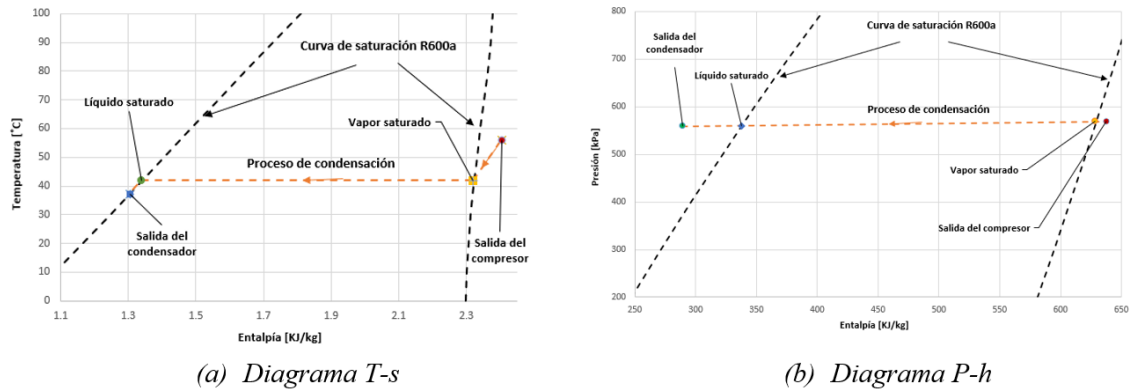 100
90
80
70
60
50
40
30
20
10
0
Temperatura [˚C]
1.1
1.3
1.5
1.7
1.9
2.1
2.3
Entalpía [KJ/kg]
Curva de saturación R600a
Líquido saturado
Vapor saturado
Proceso de condensación
Salida del
condensador
Salida del
compresor
(a) Diagrama T-s
800
700
600
500
400
300
200
Presión [kPa]
250
300
350
400
450
500
550
600
650
Entalpía [KJ/kg]
Salida del
condensador
Curva de saturación R600a
Líquido saturado
Proceso de condensación
Vapor saturado
Salida del compresor
(b) Diagrama P-h